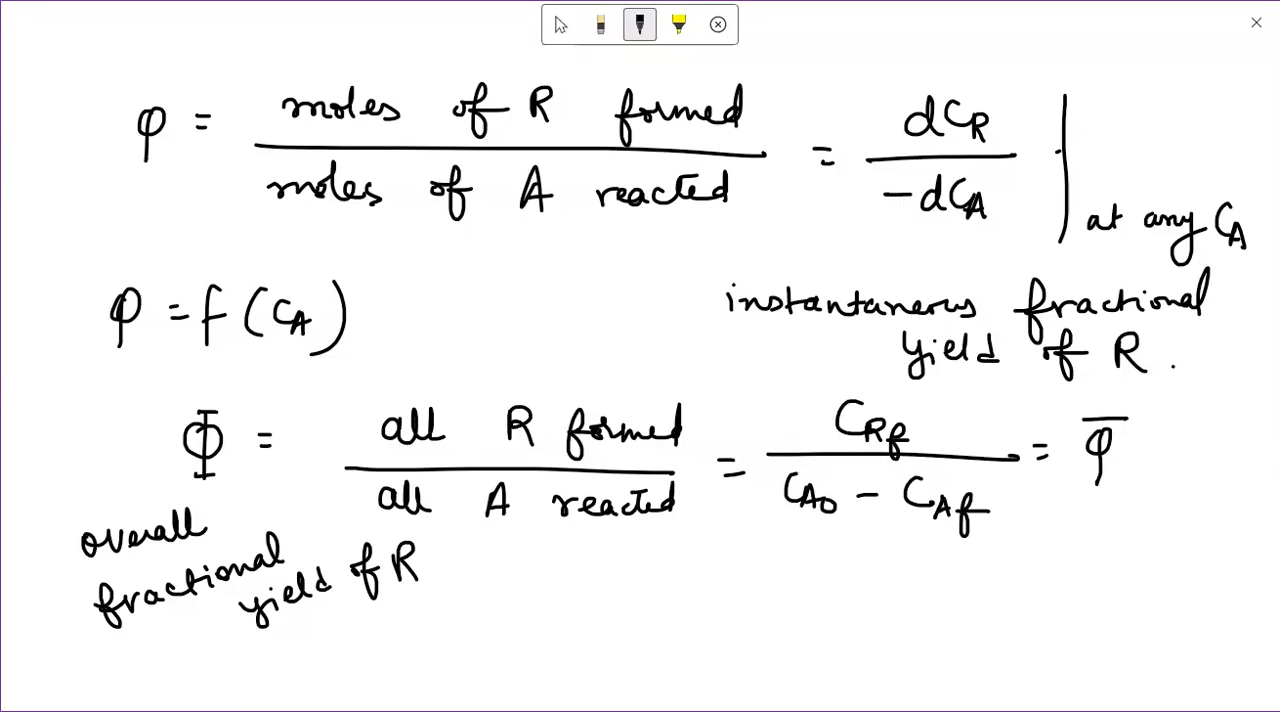 φ = moles of R formed / moles of A reacted = dC_R / -dC_A | at any C_A
φ = f(C_A)
instantanerus fractional
yield of R.
Φ = all R formed / all A reacted = C_Rf / C_A0 - C_Af = φ̅
overall
fractional
yield of R